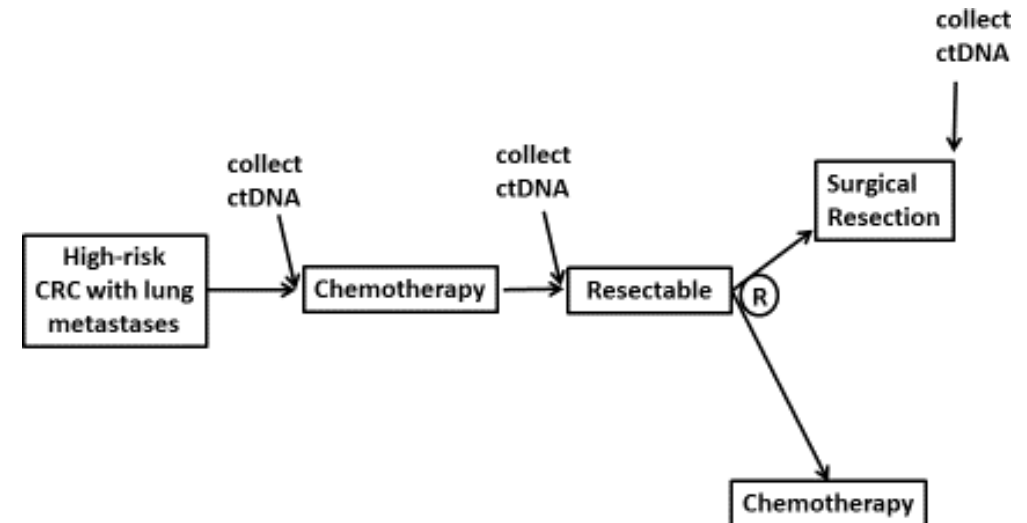 collect
ctDNA
collect
ctDNA
collect
ctDNA
High-risk
CRC with lung
metastases
Chemotherapy
Resectable
R
Surgical
Resection
Chemotherapy